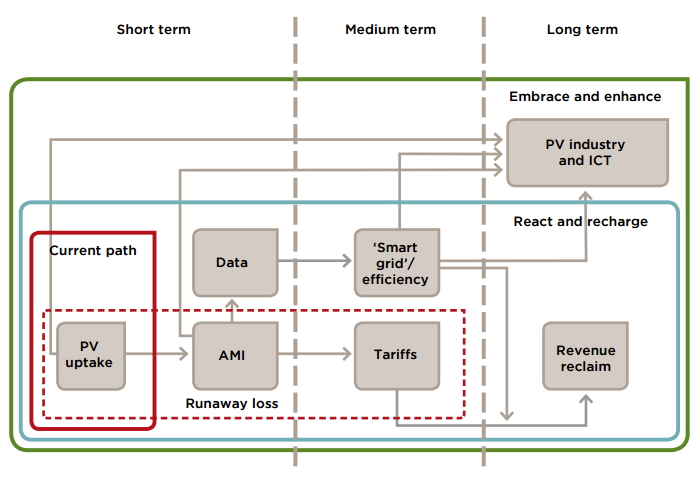 Short term
Medium term
Long term
Embrace and enhance
PV industry
and ICT
React and recharge
Current path
Data
‘Smart
grid’/
efficiency
PV
uptake
AMI
Tariffs
Revenue
reclaim
Runaway loss